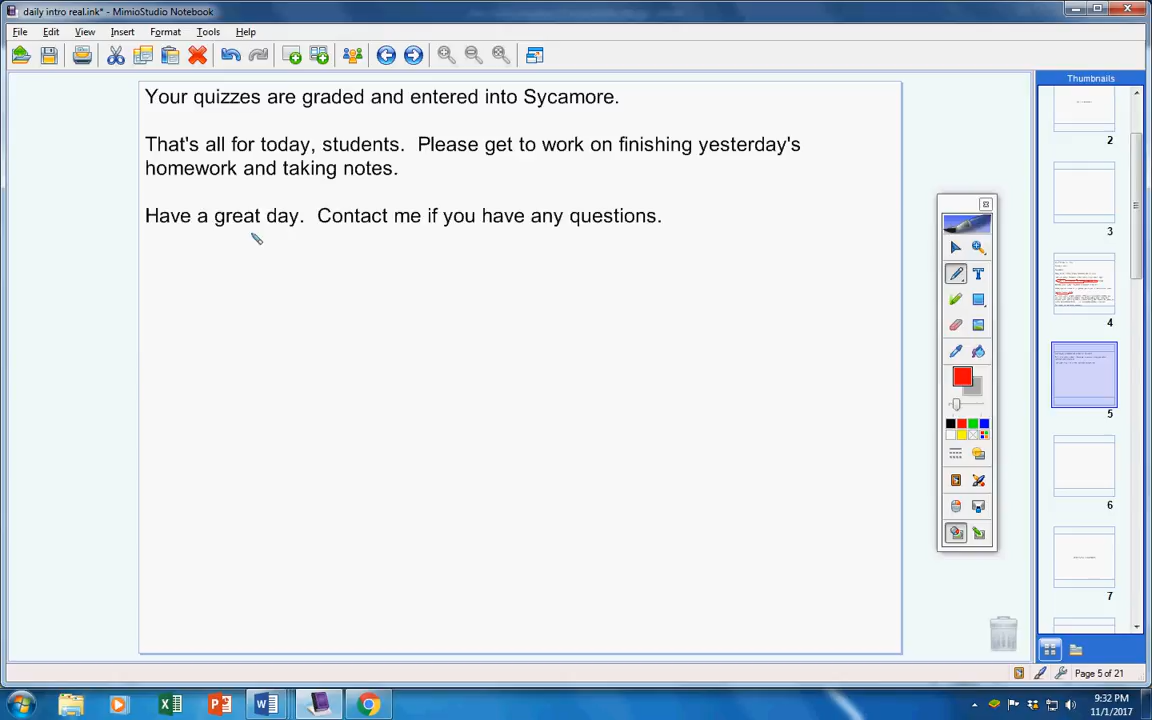 daily intro real.ink* - MimioStudio Notebook
File Edit View Insert Format Tools Help
Thumbnails
Your quizzes are graded and entered into Sycamore.
That's all for today, students.  Please get to work on finishing yesterday's
homework and taking notes.
Have a great day.  Contact me if you have any questions.
2
3
4
5
6
7
Page 5 of 21
9:32 PM
11/1/2017